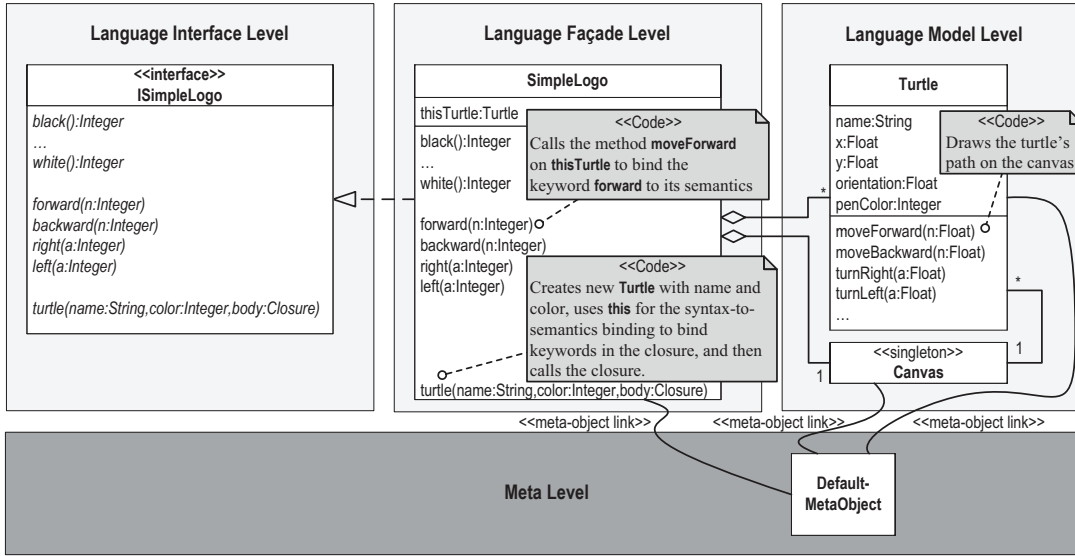 Language Interface Level
<<interface>>
ISimpleLogo
black():Integer
...
white():Integer
forward(n:Integer)
backward(n:Integer)
right(a:Integer)
left(a:Integer)
turtle(name:String,color:Integer,body:Closure)
Language Façade Level
SimpleLogo
thisTurtle:Turtle
black():Integer
...
white():Integer
forward(n:Integer)
backward(n:Integer)
right(a:Integer)
left(a:Integer)
turtle(name:String,color:Integer,body:Closure)
<<Code>>
Calls the method moveForward
on thisTurtle to bind the
keyword forward to its semantics
<<Code>>
Creates new Turtle with name and
color, uses this for the syntax-to-
semantics binding to bind
keywords in the closure, and then
calls the closure.
Language Model Level
Turtle
name:String
x:Float
y:Float
orientation:Float
penColor:Integer
moveForward(n:Float)
moveBackward(n:Float)
turnRight(a:Float)
turnLeft(a:Float)
...
<<Code>>
Draws the turtle's
path on the canvas
*
*
1
1
<<singleton>>
Canvas
<<meta-object link>>
<<meta-object link>>
<<meta-object link>>
Meta Level
Default-
MetaObject